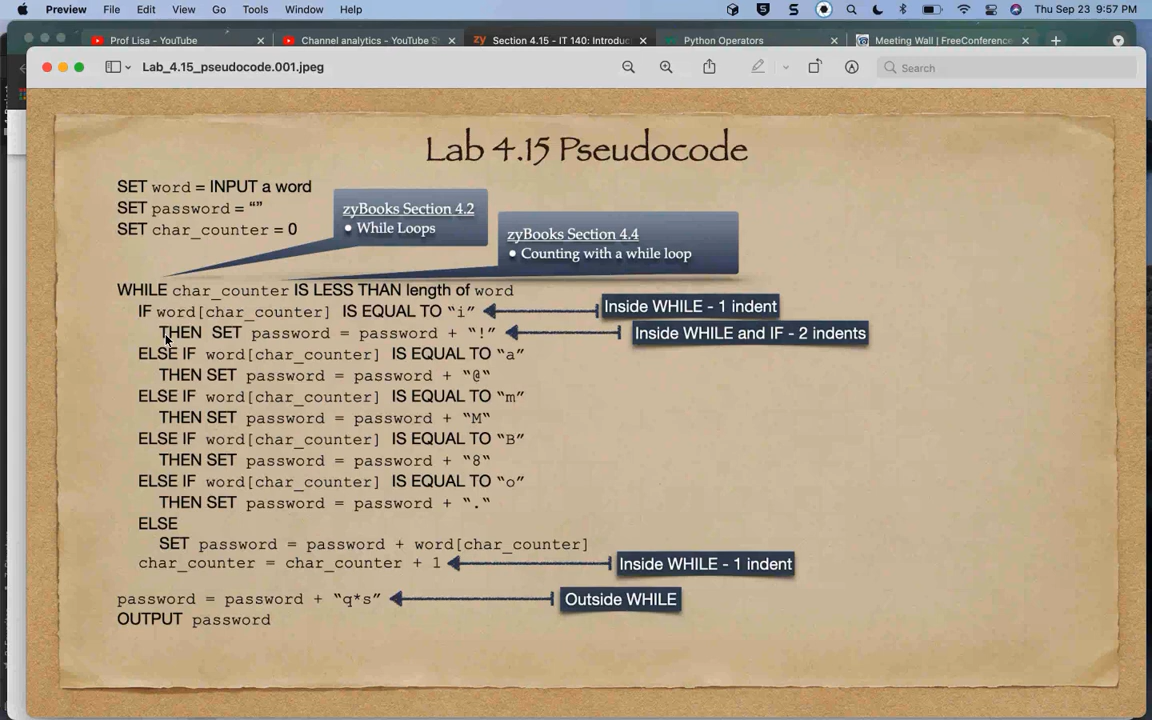 Preview File Edit View Go Tools Window Help Thu Sep 23 9:57 PM
Prof Lisa - YouTube Channel analytics - YouTube S Section 4.15 - IT 140: Introduc Python Operators Meeting Wall | FreeConference
Lab_4.15_pseudocode.001.jpeg Search
Lab 4.15 Pseudocode
SET word = INPUT a word
SET password = “”
SET char_counter = 0
zyBooks Section 4.2
• While Loops
zyBooks Section 4.4
• Counting with a while loop
WHILE char_counter IS LESS THAN length of word
IF word[char_counter] IS EQUAL TO “i” Inside WHILE - 1 indent
THEN SET password = password + “!” Inside WHILE and IF - 2 indents
ELSE IF word[char_counter] IS EQUAL TO “a”
THEN SET password = password + “@“
ELSE IF word[char_counter] IS EQUAL TO “m”
THEN SET password = password + “M“
ELSE IF word[char_counter] IS EQUAL TO “B”
THEN SET password = password + “8“
ELSE IF word[char_counter] IS EQUAL TO “o”
THEN SET password = password + “.“
ELSE
SET password = password + word[char_counter]
char_counter = char_counter + 1 Inside WHILE - 1 indent
password = password + “q*s” Outside WHILE
OUTPUT password